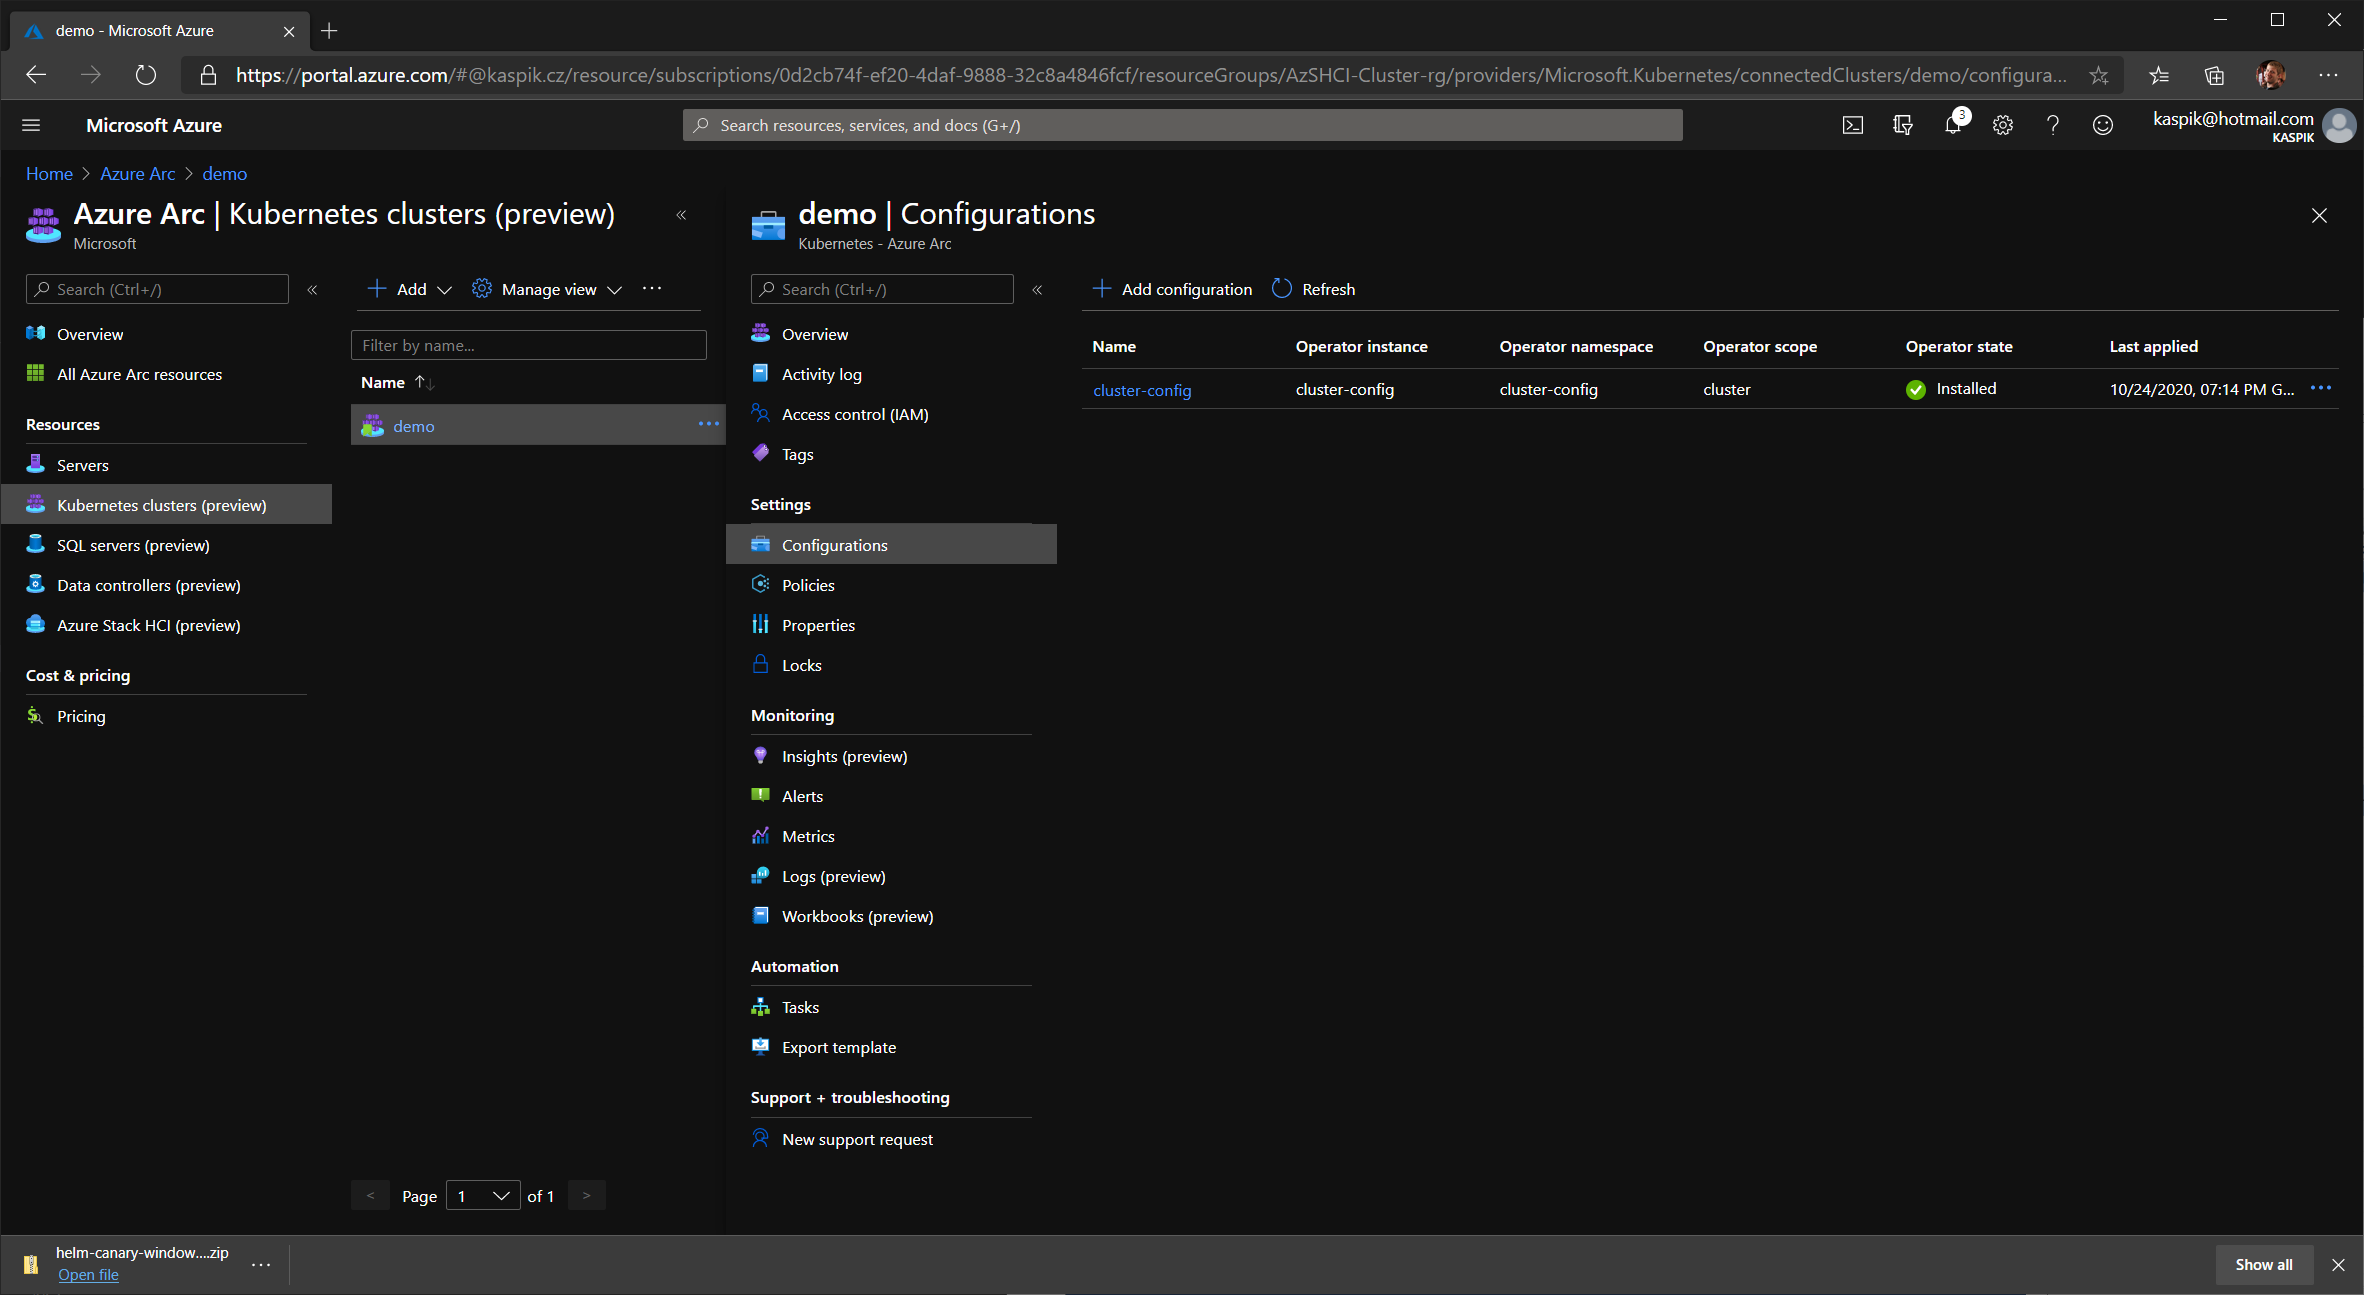 demo - Microsoft Azure
https://portal.azure.com/#@kaspik.cz/resource/subscriptions/0d2cb74f-ef20-4daf-9888-32c8a4846fcf/resourceGroups/AzSHCI-Cluster-rg/providers/Microsoft.Kubernetes/connectedClusters/demo/configura...
Microsoft Azure
Search resources, services, and docs (G+/)
3
kaspik@hotmail.com
KASPIK
Home > Azure Arc > demo
Azure Arc | Kubernetes clusters (preview)
Microsoft
Search (Ctrl+/)
Overview
All Azure Arc resources
Resources
Servers
Kubernetes clusters (preview)
SQL servers (preview)
Data controllers (preview)
Azure Stack HCI (preview)
Cost & pricing
Pricing
Add
Manage view
Filter by name...
Name
demo
< Page 1 of 1 >
demo | Configurations
Kubernetes - Azure Arc
Search (Ctrl+/)
Overview
Activity log
Access control (IAM)
Tags
Settings
Configurations
Policies
Properties
Locks
Monitoring
Insights (preview)
Alerts
Metrics
Logs (preview)
Workbooks (preview)
Automation
Tasks
Export template
Support + troubleshooting
New support request
Add configuration Refresh
Name Operator instance Operator namespace Operator scope Operator state Last applied
cluster-config cluster-config cluster-config cluster Installed 10/24/2020, 07:14 PM G...
helm-canary-window....zip
Open file
Show all